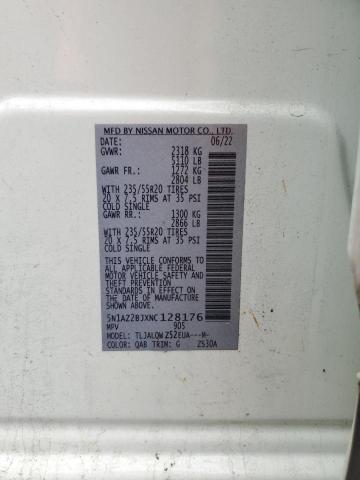 MFD BY NISSAN MOTOR CO., LTD.
DATE: 06/22
GVWR: 2318 KG
5110 LB
GAWR FR.: 1272 KG
2804 LB
WITH 235/55R20 TIRES
20 X 7.5 RIMS AT 35 PSI
COLD SINGLE
GAWR RR.: 1300 KG
2866 LB
WITH 235/55R20 TIRES
20 X 7.5 RIMS AT 35 PSI
COLD SINGLE
THIS VEHICLE CONFORMS TO ALL
APPLICABLE FEDERAL MOTOR
VEHICLE SAFETY AND
THEFT PREVENTION
STANDARDS IN EFFECT ON THE
DATE OF MANUFACTURE
SHOWN ABOVE.
5N1AZ2BJXNC128176
MPV 905
MODEL: TLJALQWZS2EUA---M-
COLOR: QAB TRIM: G ZS30A